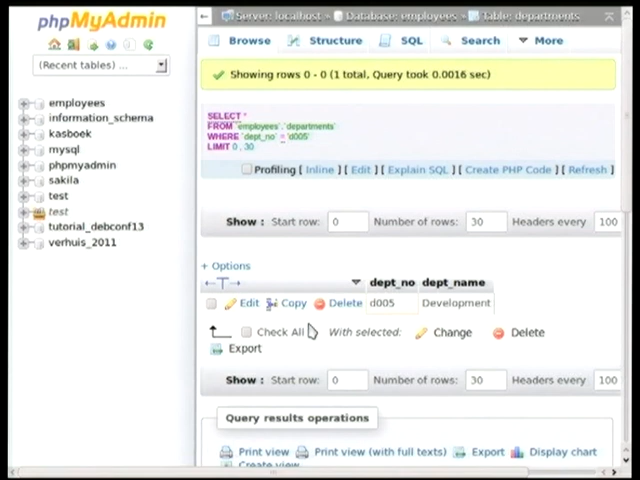 phpMyAdmin
(Recent tables) ...
employees
information_schema
kasboek
mysql
phpmyadmin
sakila
test
test
tutorial_debconf13
verhuis_2011
Server: localhost » Database: employees » Table: departments
Browse Structure SQL Search More
Showing rows 0 - 0 (1 total, Query took 0.0016 sec)
SELECT *
FROM `employees`.`departments`
WHERE `dept_no` = 'd005'
LIMIT 0 , 30
Profiling [ Inline ] [ Edit ] [ Explain SQL ] [ Create PHP Code ] [ Refresh ]
Show : Start row: 0 Number of rows: 30 Headers every 100
+ Options
←T→ dept_no dept_name
Edit Copy Delete d005 Development
Check All With selected: Change Delete
Export
Show : Start row: 0 Number of rows: 30 Headers every 100
Query results operations
Print view Print view (with full texts) Export Display chart
Create view